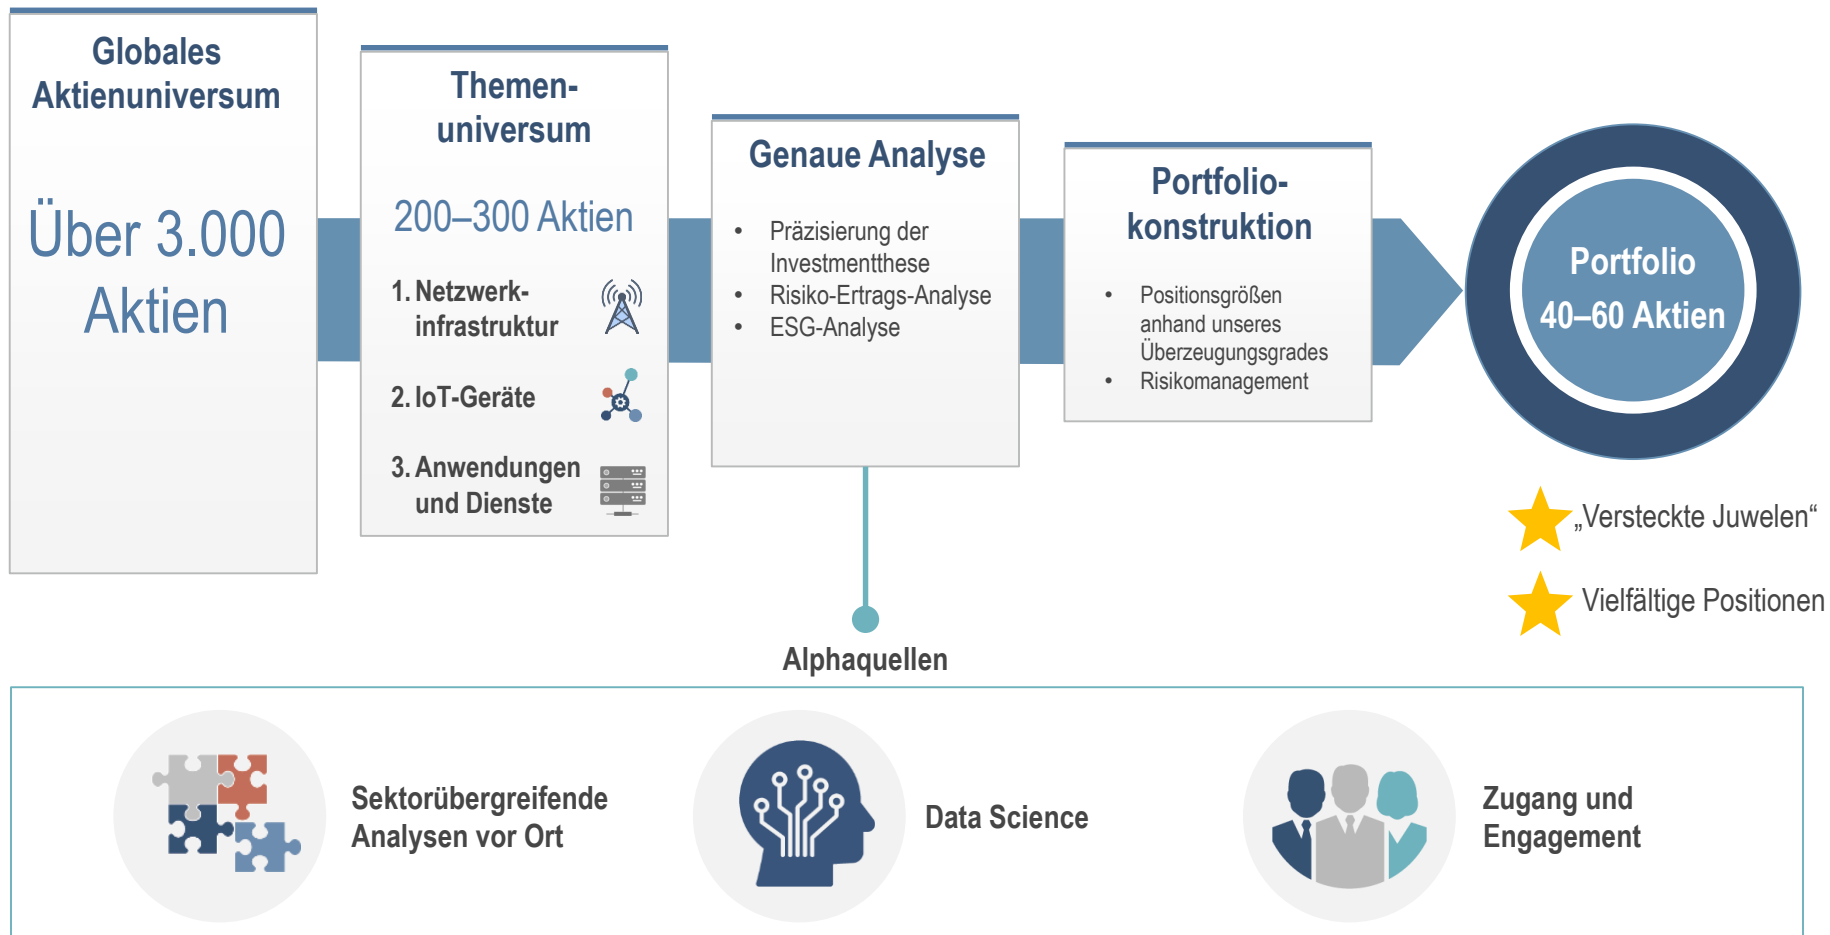 Globales
Aktienuniversum
Über 3.000
Aktien
Themen-
universum
200–300 Aktien
1. Netzwerk-
infrastruktur
2. IoT-Geräte
3. Anwendungen
und Dienste
Genaue Analyse
• Präzisierung der
Investmentthese
• Risiko-Ertrags-Analyse
• ESG-Analyse
Portfolio-
konstruktion
• Positionsgrößen
anhand unseres
Überzeugungsgrades
• Risikomanagement
Portfolio
40–60 Aktien
„Versteckte Juwelen“
Vielfältige Positionen
Alphaquellen
Sektorübergreifende
Analysen vor Ort
Data Science
Zugang und
Engagement